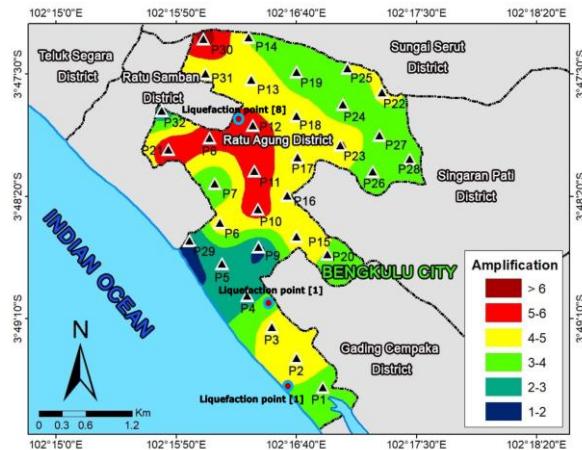 102°15'0"E 102°15'50"E 102°16'40"E 102°17'30"E 102°18'20"E
P30
P14
Teluk Segara
District
Sungai Serut
District
3°47'30"S
3°47'30"S
P31
P19
P25
Ratu Samban
District
P13
P22
Liquefaction point [8]
P24
P32
P12
P18
Ratu Agung District
P8
P27
P21
P23
P17
P28
P11
P26
Singaran Pati
District
3°48'20"S
3°48'20"S
P7
P16
P10
P6
P15
P29
P9
P20
BENGKULU CITY
P5
INDIAN OCEAN
Liquefaction point [1]
P4
3°49'10"S
3°49'10"S
N
P3
Gading Cempaka
District
P2
Liquefaction point [1]
P1
Km
0 0.3 0.6 1.2
Amplification
> 6
5-6
4-5
3-4
2-3
1-2
102°15'0"E 102°15'50"E 102°16'40"E 102°17'30"E 102°18'20"E